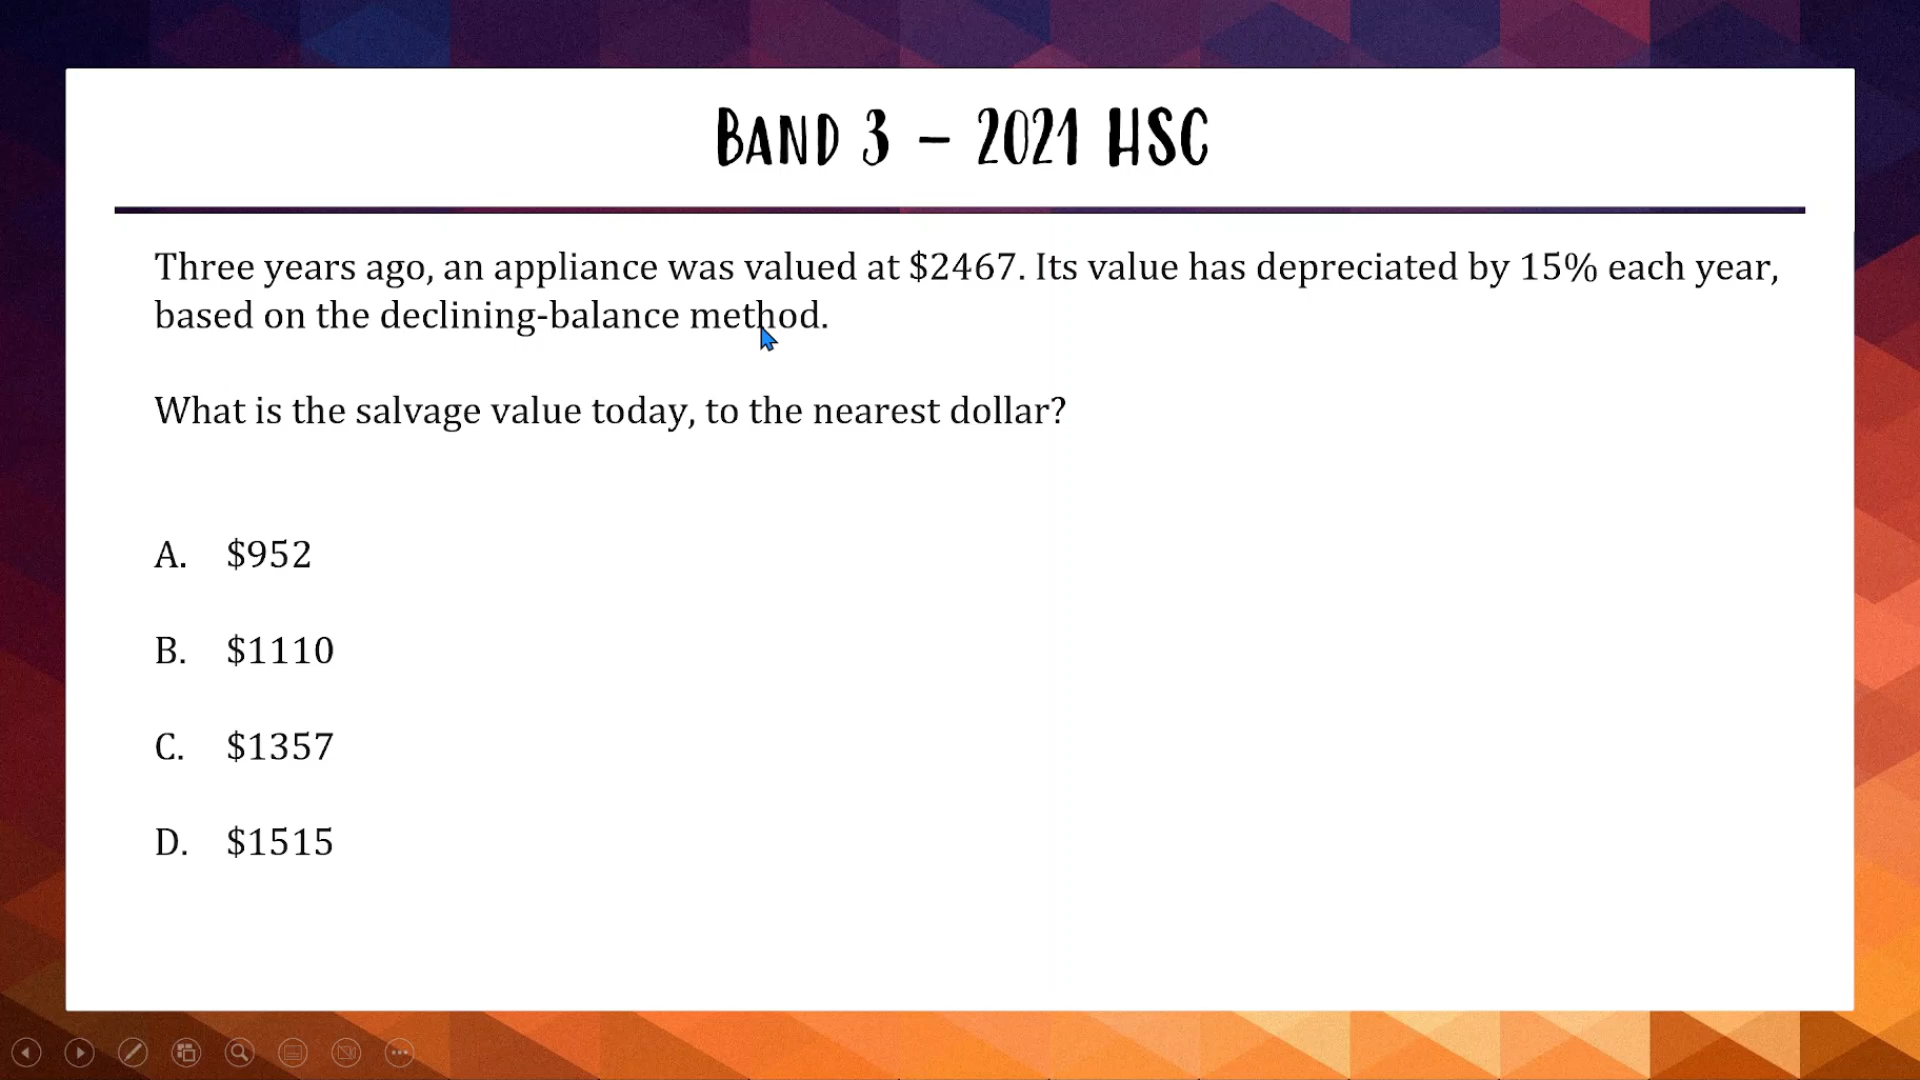 BAND 3 – 2021 HSC
Three years ago, an appliance was valued at $2467. Its value has depreciated by 15% each year,
based on the declining-balance method.
What is the salvage value today, to the nearest dollar?
A. $952
B. $1110
C. $1357
D. $1515